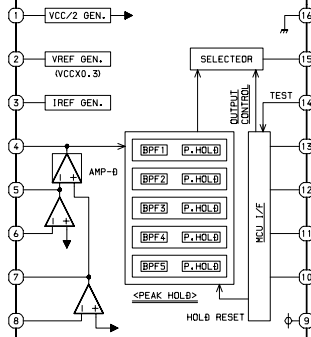 1 VCC/2 GEN. 16
2 VREF GEN. SELECTEDR 15
(VCCX0.3)
3 IREF GEN. OUTPUT CONTROL TEST 14
4 BPF1 P.HOLD 13
AMP-D
5 BPF2 P.HOLD 12
6 BPF3 P.HOLD MCU I/F 11
BPF4 P.HOLD
7 BPF5 P.HOLD 10
<PEAK HOLD>
8 HOLD RESET 9